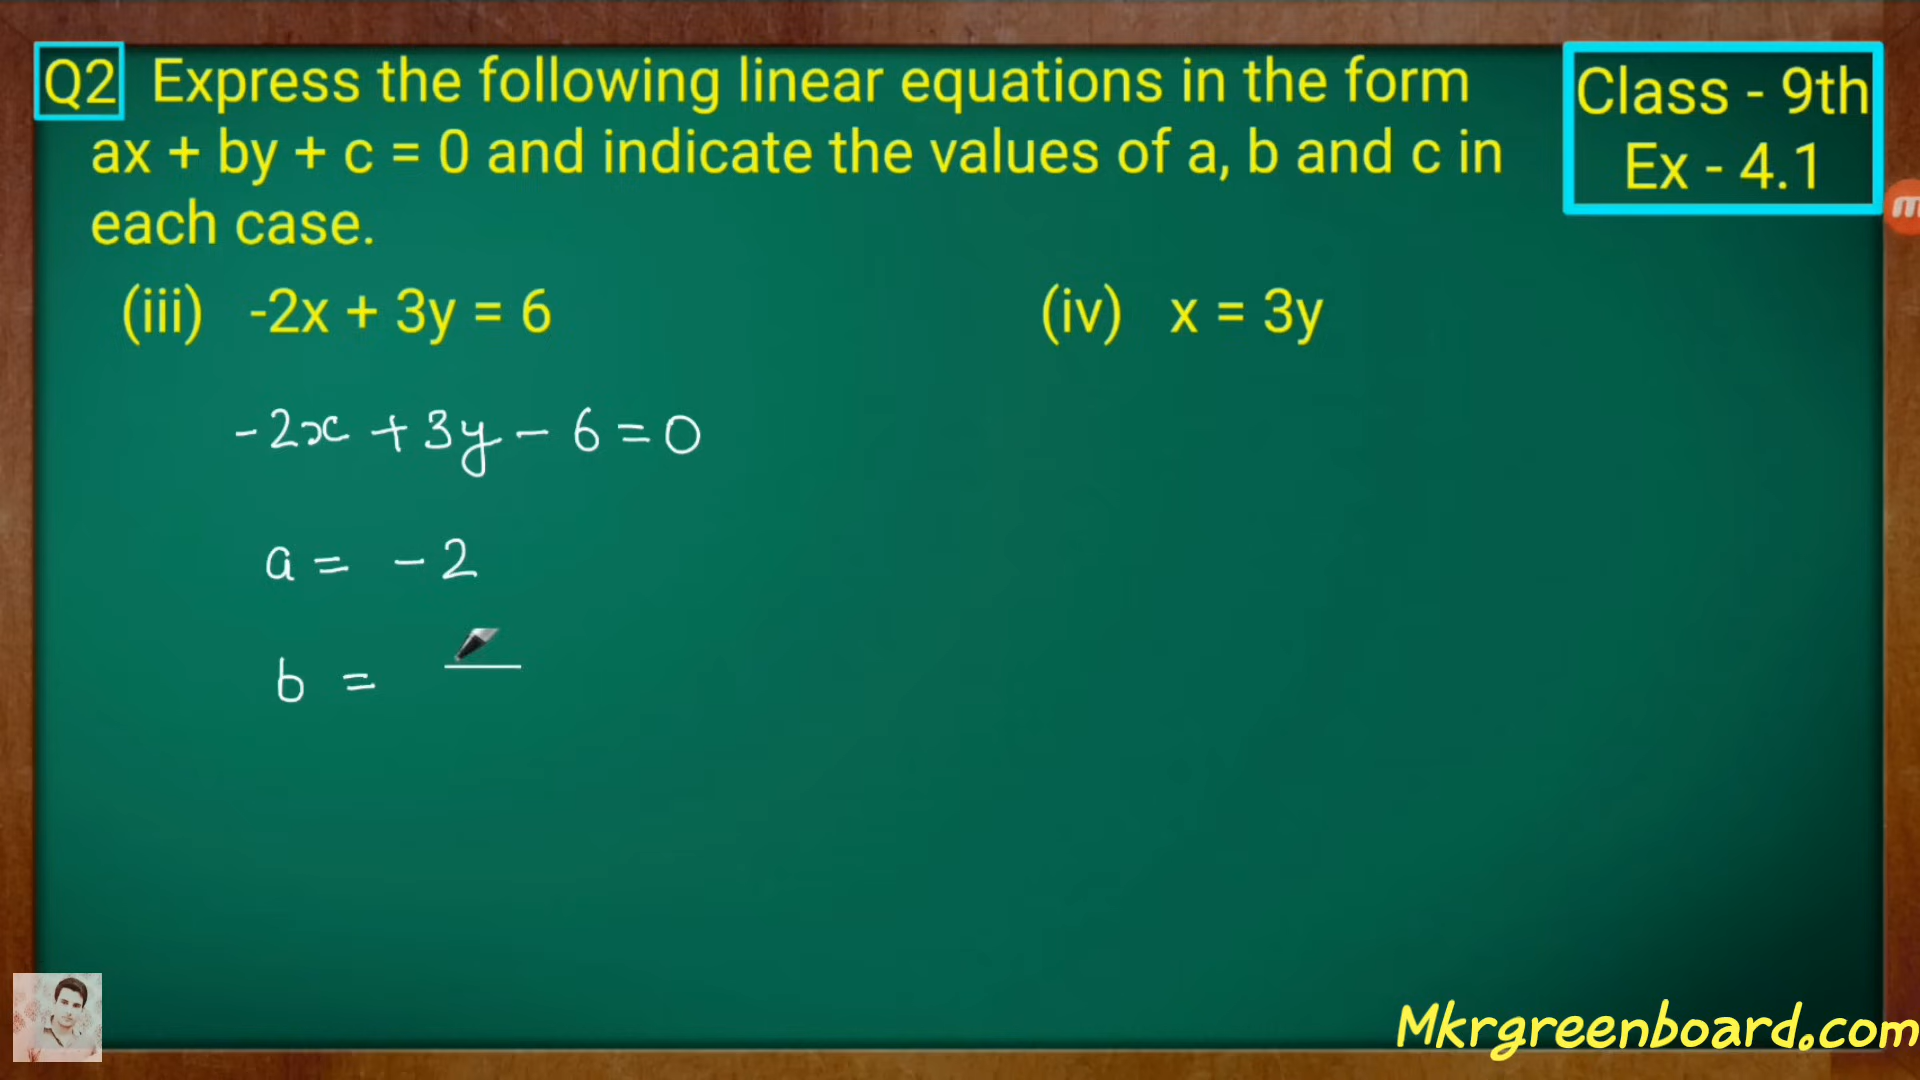 Q2 Express the following linear equations in the form
ax + by + c = 0 and indicate the values of a, b and c in
each case.
Class - 9th
Ex - 4.1
(iii) -2x + 3y = 6
(iv) x = 3y
-2x + 3y - 6 = 0
a = -2
b =
Mkrgreenboard.com